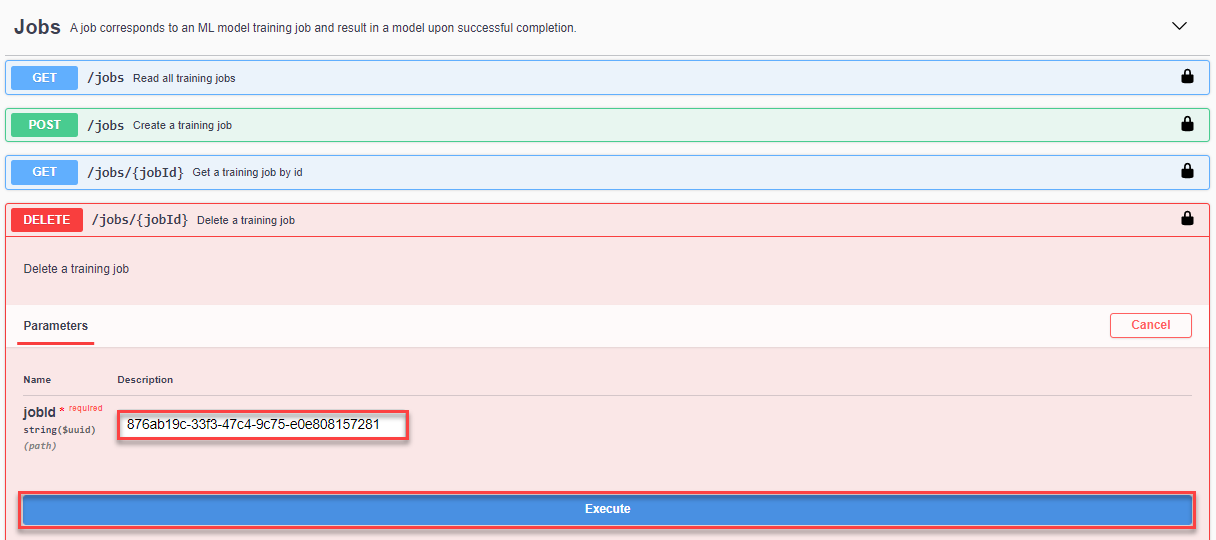 Jobs A job corresponds to an ML model training job and result in a model upon successful completion.
GET /jobs Read all training jobs
POST /jobs Create a training job
GET /jobs/{jobId} Get a training job by id
DELETE /jobs/{jobId} Delete a training job
Delete a training job
Parameters Cancel
Name Description
jobId * required
string($uuid)
(path)
876ab19c-33f3-47c4-9c75-e0e808157281
Execute